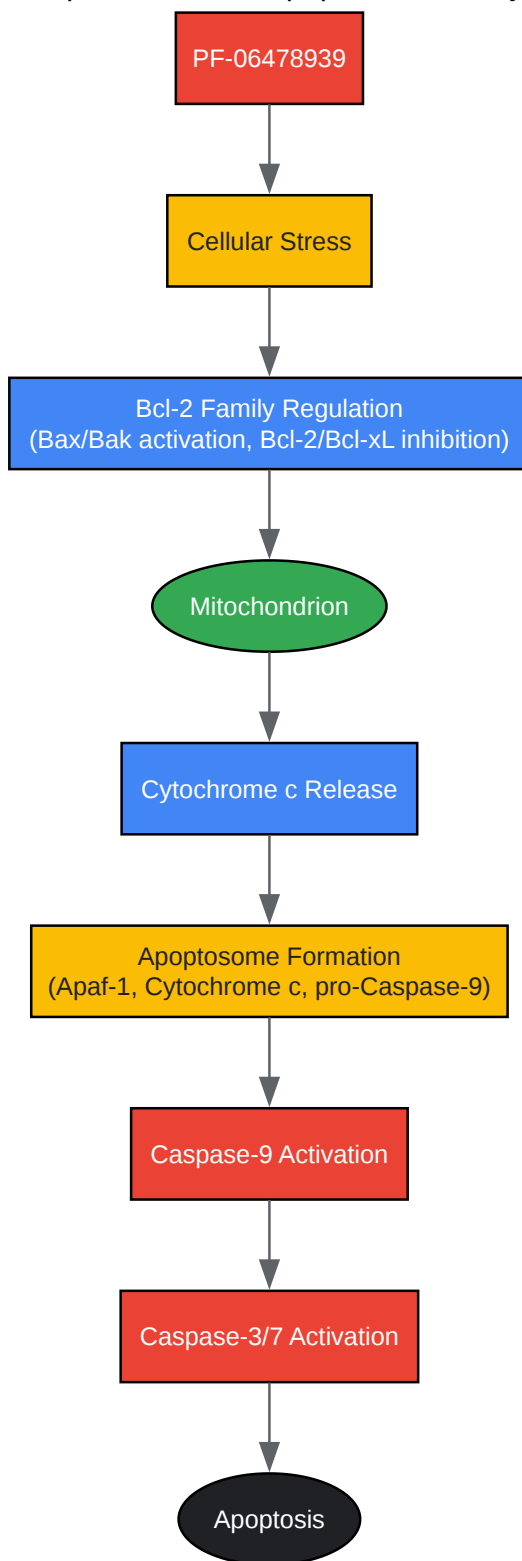 PF-06478939
Cellular Stress
Bcl-2 Family Regulation
(Bax/Bak activation, Bcl-2/Bcl-xL inhibition)
Mitochondrion
Cytochrome c Release
Apoptosome Formation
(Apaf-1, Cytochrome c, pro-Caspase-9)
Caspase-9 Activation
Caspase-3/7 Activation
Apoptosis